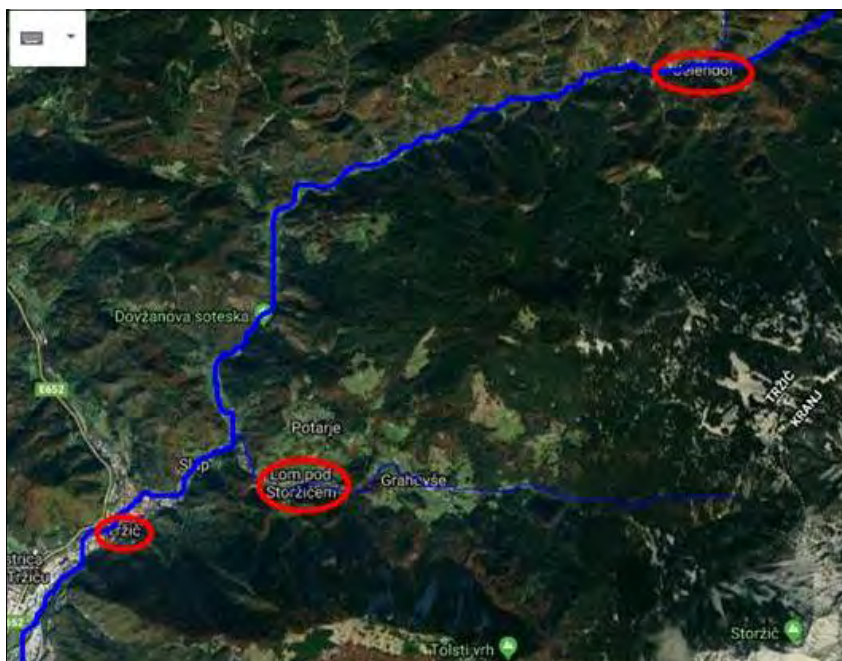 Dovžanova soteska
E652
TRŽIČ
KRANJ
Potarje
Lom pod
Storžičem
Grahovše
Storžič
Tolsti vrh